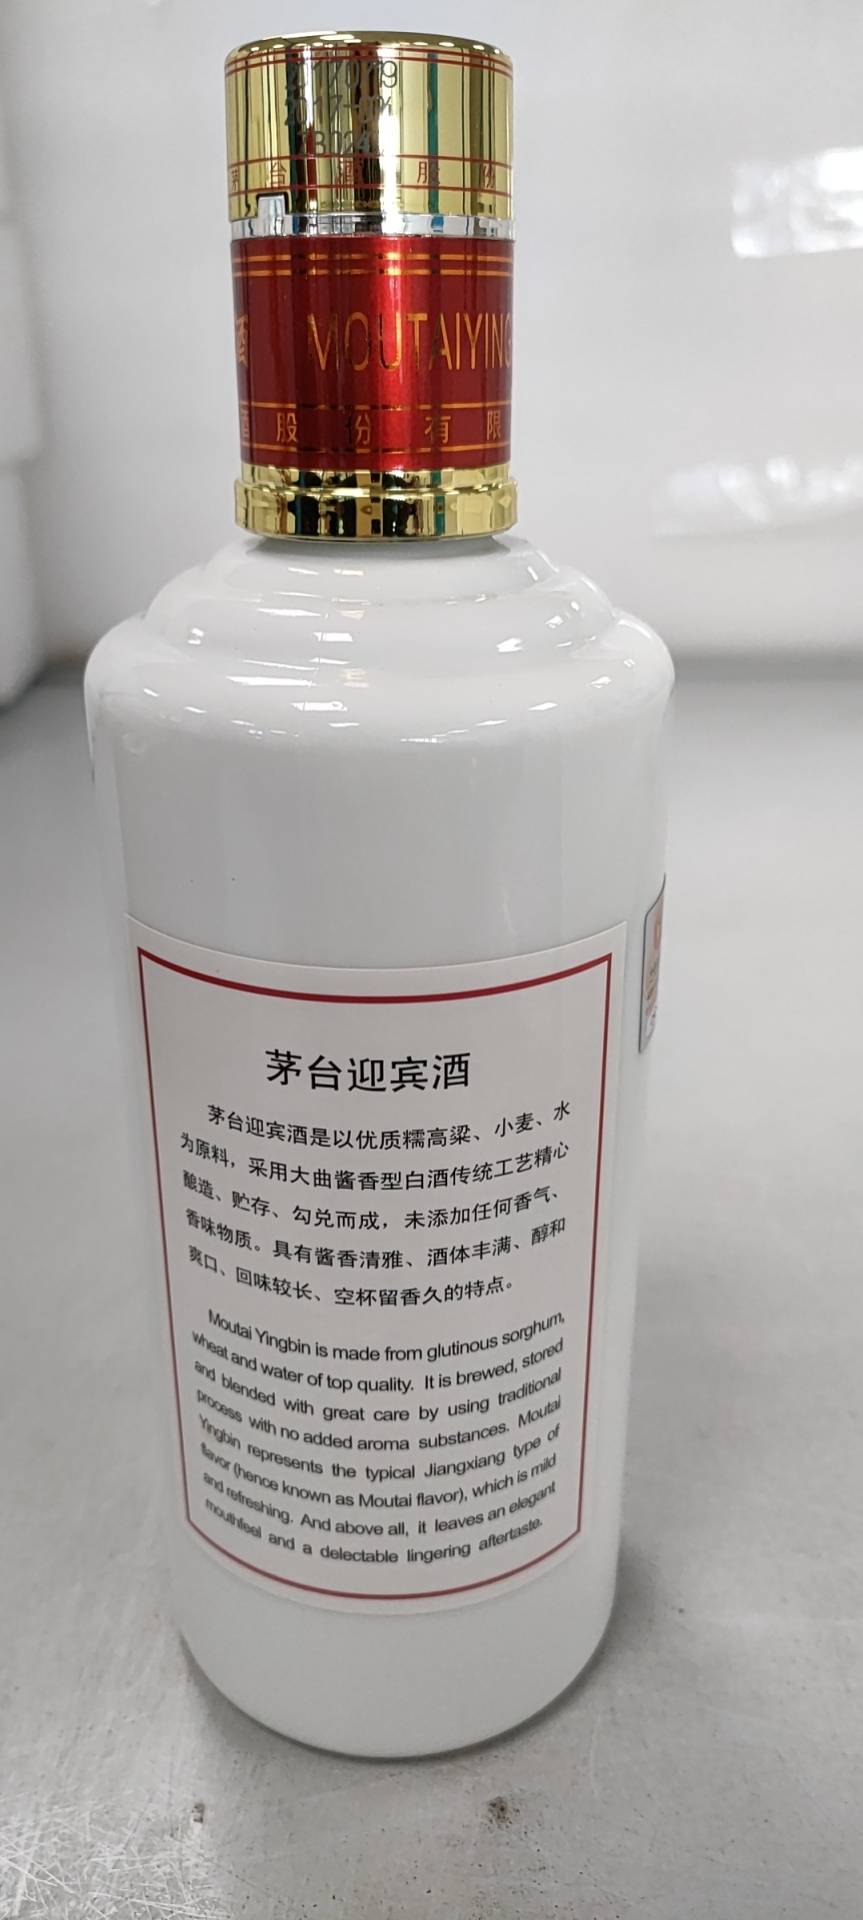 20170719
茅台酒股份
酒 MOUTAIYING
酒股份有限
茅台迎宾酒
茅台迎宾酒是以优质糯高粱、小麦、水
为原料，采用大曲酱香型白酒传统工艺精心
酿造、贮存、勾兑而成，未添加任何香气、
香味物质。具有酱香清雅、酒体丰满、醇和
爽口、回味较长、空杯留香久的特点。
Moutai Yingbin is made from glutinous sorghum,
wheat and water of top quality. It is brewed, stored
and blended with great care by using traditional
process with no added aroma substances. Moutai
Yingbin represents the typical Jiangxiang type of
flavor (hence known as Moutai flavor), which is mild
and refreshing. And above all, it leaves an elegant
mouthfeel and a delectable lingering aftertaste.